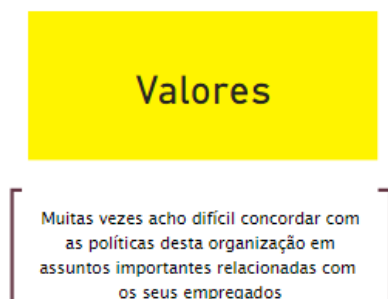 Valores
Muitas vezes acho difícil concordar com
as políticas desta organização em
assuntos importantes relacionadas com
os seus empregados